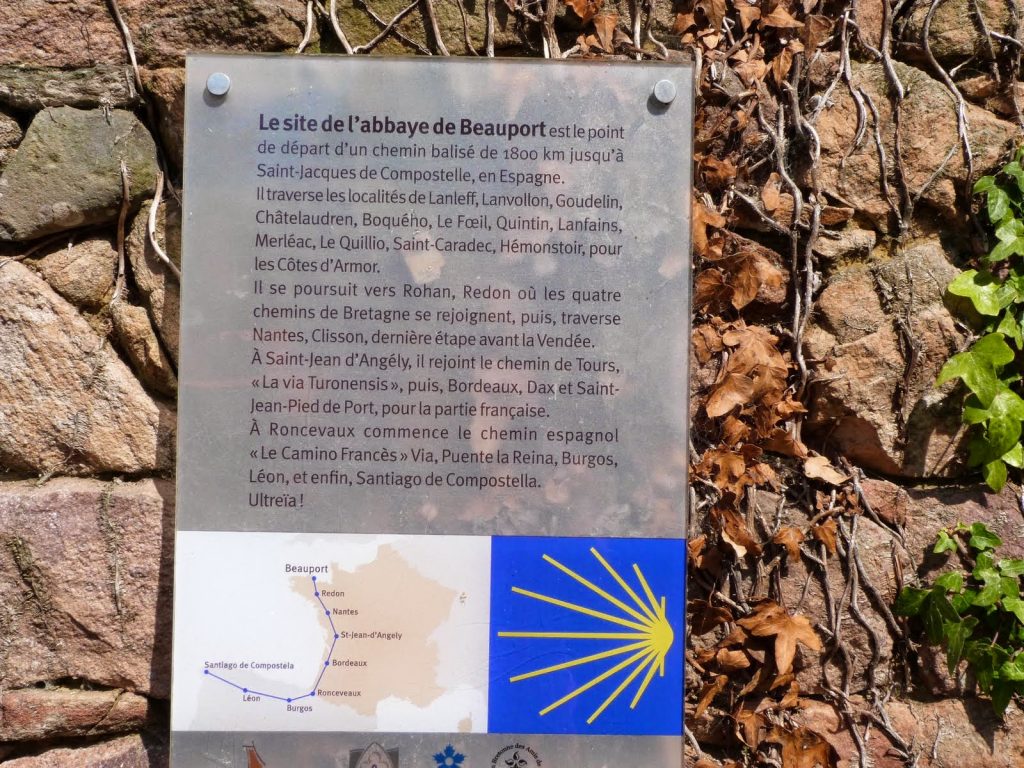 Le site de l'abbaye de Beauport est le point
de départ d'un chemin balisé de 1800 km jusqu'à
Saint-Jacques de Compostelle, en Espagne.
Il traverse les localités de Lanleff, Lanvollon, Goudelin,
Châtelaudren, Boquého, Le Fœil, Quintin, Lanfains,
Merléac, Le Quillio, Saint-Caradec, Hémonstoir, pour
les Côtes d'Armor.
Il se poursuit vers Rohan, Redon où les quatre
chemins de Bretagne se rejoignent, puis, traverse
Nantes, Clisson, dernière étape avant la Vendée.
À Saint-Jean d'Angély, il rejoint le chemin de Tours,
« La via Turonensis », puis, Bordeaux, Dax et Saint-
Jean-Pied de Port, pour la partie française.
À Roncevaux commence le chemin espagnol
« Le Camino Francès » Via, Puente la Reina, Burgos,
Léon, et enfin, Santiago de Compostella.
Ultreïa !
Beauport
Redon
Nantes
St-Jean-d'Angely
Bordeaux
Santiago de Compostéla
Ronceveaux
Léon
Burgos
Bretonne des Amis de